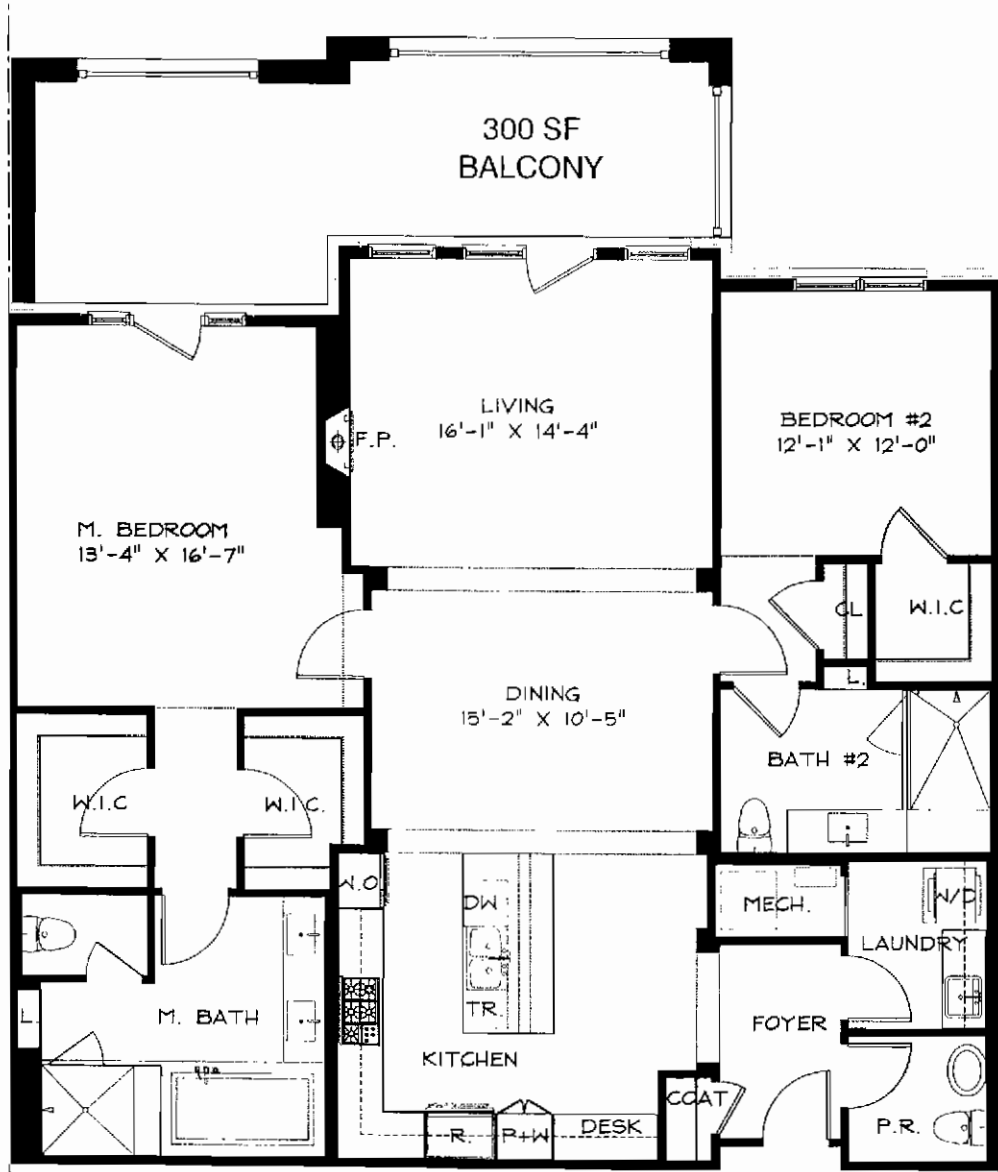 300 SF
BALCONY
LIVING
16'-1" X 14'-4"
BEDROOM #2
12'-1" X 12'-0"
F.P.
M. BEDROOM
13'-4" X 16'-7"
CL
W.I.C
L.
DINING
15'-2" X 10'-5"
BATH #2
W.I.C
W.I.C.
W.O
DW
MECH.
W/D
LAUNDRY
TR.
L.
M. BATH
FOYER
KITCHEN
COAT
R.
P+W
DESK
P.R.